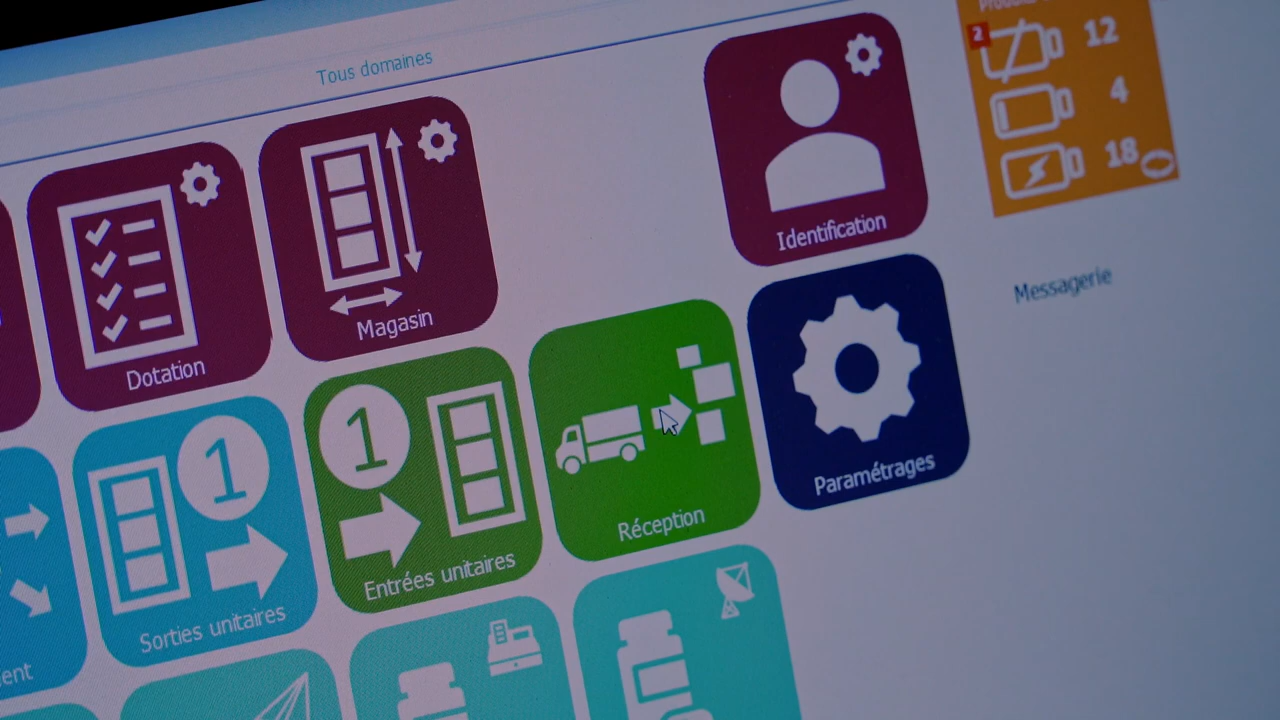 Tous domaines
2
12
4
18
Identification
Magasin
Dotation
Messagerie
Paramétrages
Réception
1
Entrées unitaires
1
Sorties unitaires